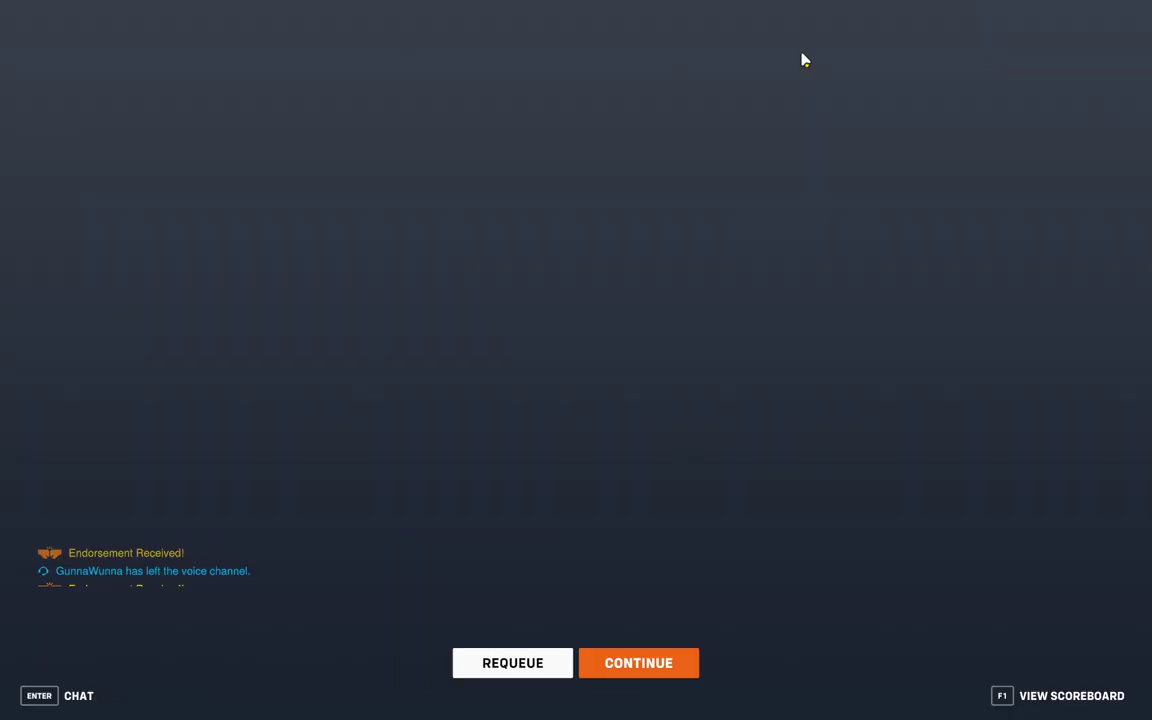 Endorsement Received!
GunnaWunna has left the voice channel.
REQUEUE
CONTINUE
ENTER CHAT
F1 VIEW SCOREBOARD